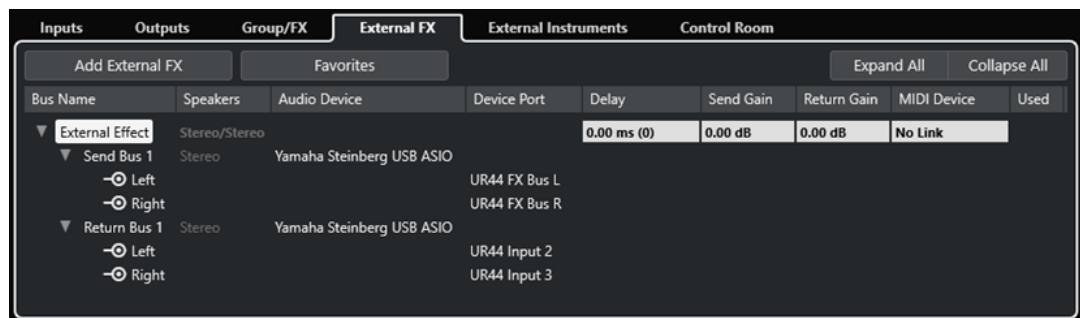 Inputs Outputs Group/FX External FX External Instruments Control Room
Add External FX Favorites Expand All Collapse All
Bus Name Speakers Audio Device Device Port Delay Send Gain Return Gain MIDI Device Used
External Effect Stereo/Stereo 0.00 ms (0) 0.00 dB 0.00 dB No Link
Send Bus 1 Stereo Yamaha Steinberg USB ASIO
Left UR44 FX Bus L
Right UR44 FX Bus R
Return Bus 1 Stereo Yamaha Steinberg USB ASIO
Left UR44 Input 2
Right UR44 Input 3